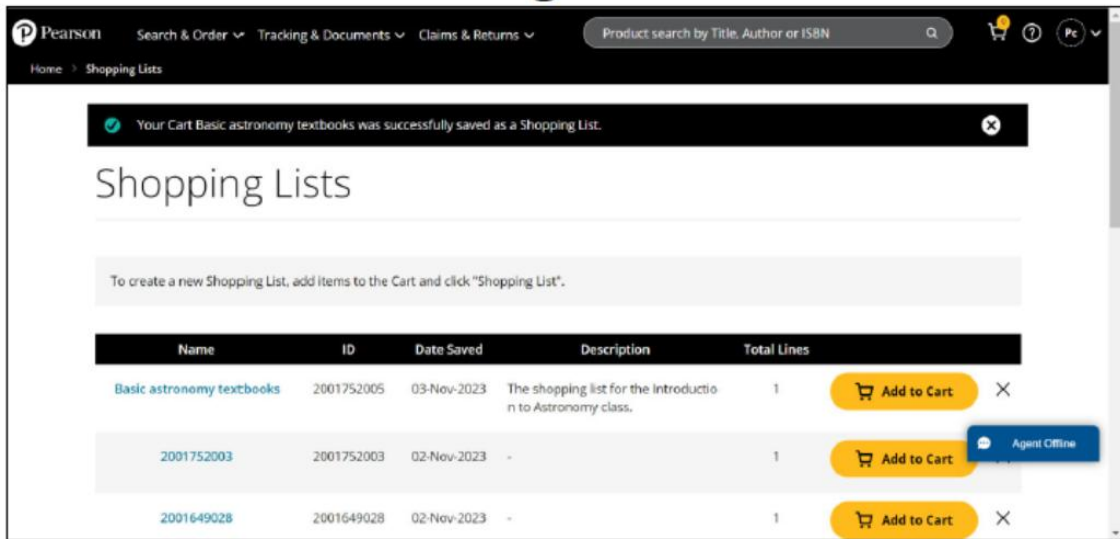 Pearson Search & Order Tracking & Documents Claims & Returns Product search by Title, Author or ISBN 0 ? Pc
Home > Shopping Lists
Your Cart Basic astronomy textbooks was successfully saved as a Shopping List.
Shopping Lists
To create a new Shopping List, add items to the Cart and click "Shopping List".
Name ID Date Saved Description Total Lines
Basic astronomy textbooks 2001752005 03-Nov-2023 The shopping list for the Introductio 1 Add to Cart
n to Astronomy class.
Agent Offline
2001752003 2001752003 02-Nov-2023 - 1 Add to Cart
2001649028 2001649028 02-Nov-2023 - 1 Add to Cart